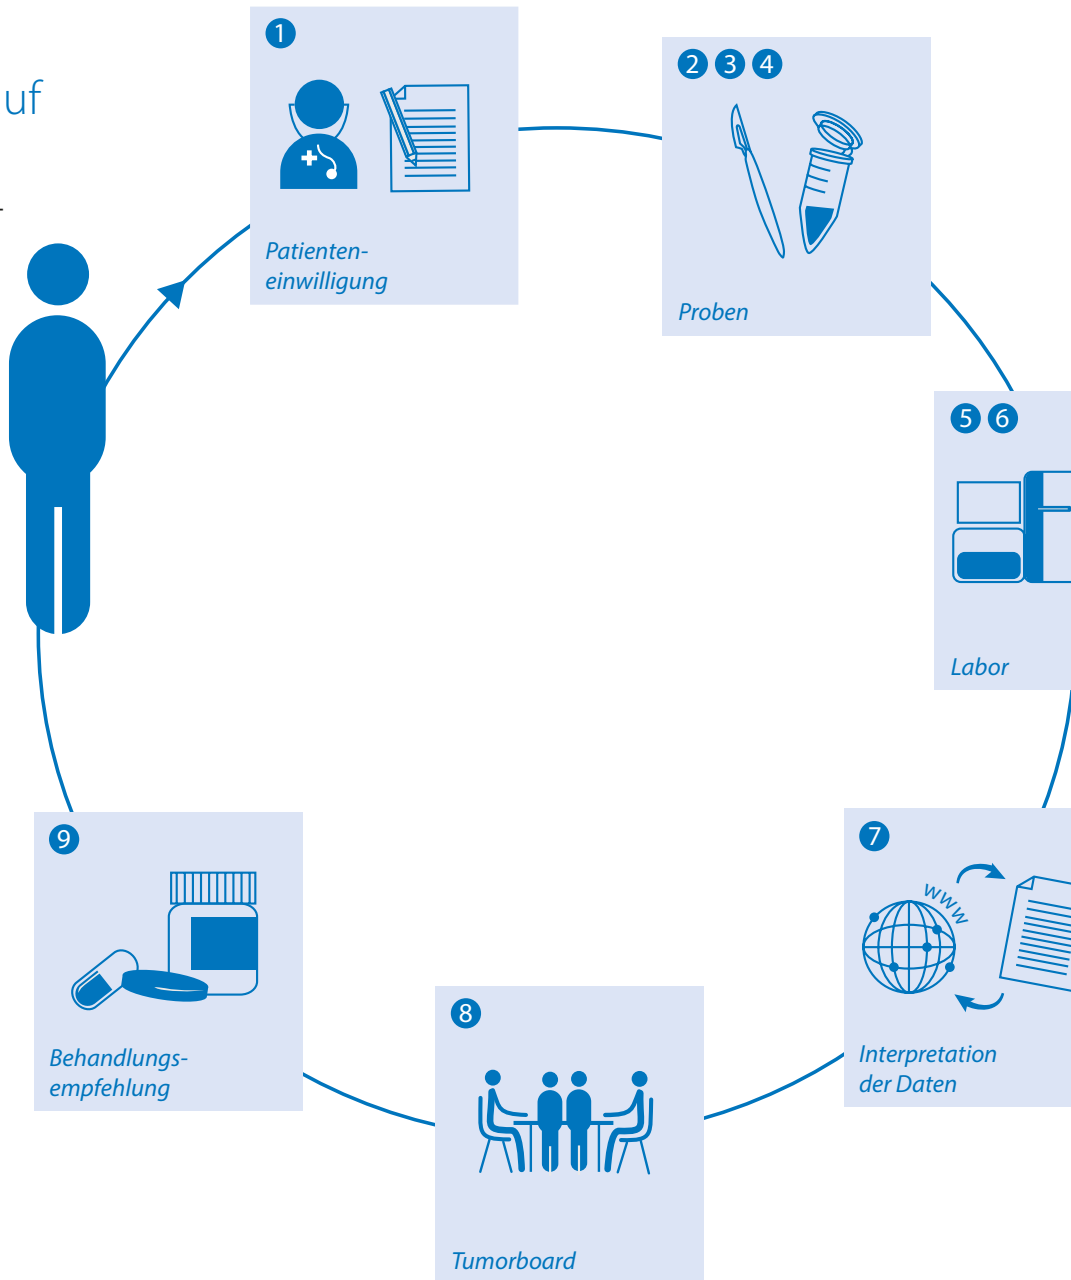 uf
1
Patienten-
einwilligung
2 3 4
Proben
5 6
Labor
7
www
Interpretation
der Daten
8
Tumorboard
9
Behandlungs-
empfehlung